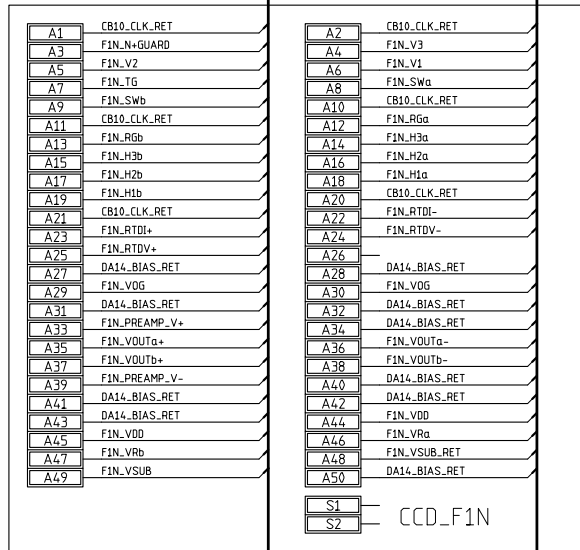 A1 CB10_CLK_RET
A3 F1N_N+GUARD
A5 F1N_V2
A7 F1N_TG
A9 F1N_SWb
A11 CB10_CLK_RET
A13 F1N_RGb
A15 F1N_H3b
A17 F1N_H2b
A19 F1N_H1b
A21 CB10_CLK_RET
A23 F1N_RTDI+
A25 F1N_RTDV+
A27 DA14_BIAS_RET
A29 F1N_VOG
A31 DA14_BIAS_RET
A33 F1N_PREAMP_V+
A35 F1N_VOUTa+
A37 F1N_VOUTb+
A39 F1N_PREAMP_V-
A41 DA14_BIAS_RET
A43 DA14_BIAS_RET
A45 F1N_VDD
A47 F1N_VRb
A49 F1N_VSUB
A2 CB10_CLK_RET
A4 F1N_V3
A6 F1N_V1
A8 F1N_SWa
A10 CB10_CLK_RET
A12 F1N_RGa
A14 F1N_H3a
A16 F1N_H2a
A18 F1N_H1a
A20 CB10_CLK_RET
A22 F1N_RTDI-
A24 F1N_RTDV-
A26
A28 DA14_BIAS_RET
A30 F1N_VOG
A32 DA14_BIAS_RET
A34 DA14_BIAS_RET
A36 F1N_VOUTa-
A38 F1N_VOUTb-
A40 DA14_BIAS_RET
A42 DA14_BIAS_RET
A44 F1N_VDD
A46 F1N_VRa
A48 F1N_VSUB_RET
A50 DA14_BIAS_RET
S1
S2
CCD_F1N